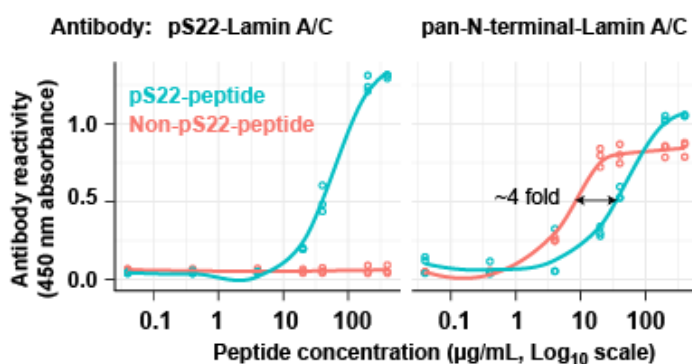 Antibody: pS22-Lamin A/C pan-N-terminal-Lamin A/C
pS22-peptide
Non-pS22-peptide
~4 fold
Antibody reactivity
(450 nm absorbance)
1.0
0.5
0.0
0.1 1 10 100 0.1 1 10 100
Peptide concentration (µg/mL, Log10 scale)